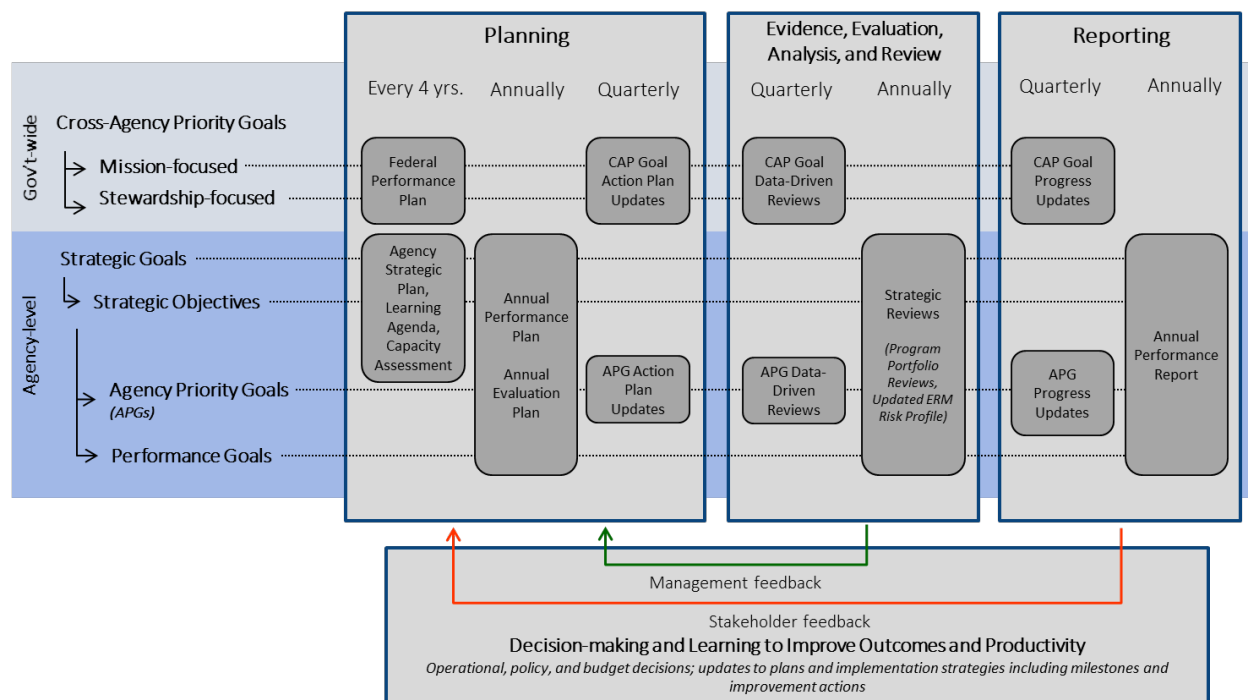 Planning
Evidence, Evaluation,
Analysis, and Review
Reporting
Every 4 yrs.
Annually
Quarterly
Quarterly
Annually
Quarterly
Annually
Gov't-wide
Cross-Agency Priority Goals
Mission-focused
Stewardship-focused
Federal
Performance
Plan
CAP Goal
Action Plan
Updates
CAP Goal
Data-Driven
Reviews
CAP Goal
Progress
Updates
Agency-level
Strategic Goals
Strategic Objectives
Agency Priority Goals
(APGs)
Performance Goals
Agency
Strategic
Plan,
Learning
Agenda,
Capacity
Assessment
Annual
Performance
Plan
Annual
Evaluation
Plan
APG Action
Plan
Updates
APG Data-
Driven
Reviews
Strategic
Reviews
(Program
Portfolio
Reviews,
Updated ERM
Risk Profile)
APG
Progress
Updates
Annual
Performance
Report
Management feedback
Stakeholder feedback
Decision-making and Learning to Improve Outcomes and Productivity
Operational, policy, and budget decisions; updates to plans and implementation strategies including milestones and
improvement actions